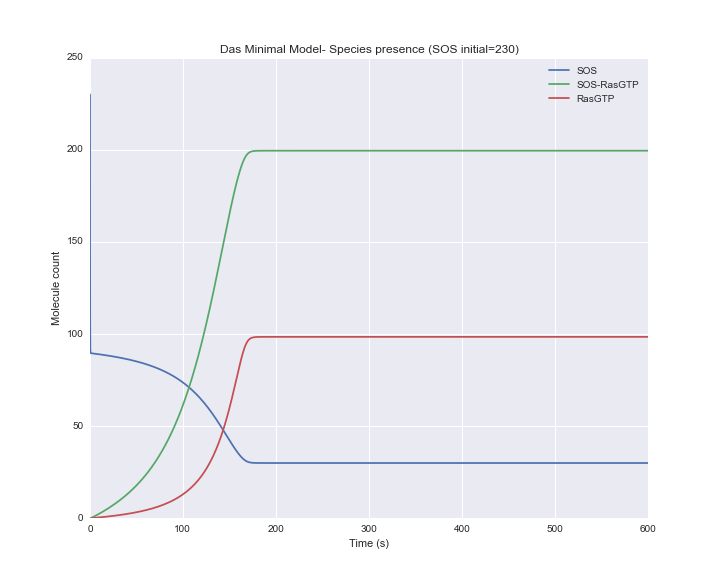 Das Minimal Model- Species presence (SOS initial=230)
250
200
150
100
50
0
Molecule count
SOS
SOS-RasGTP
RasGTP
0 100 200 300 400 500 600
Time (s)